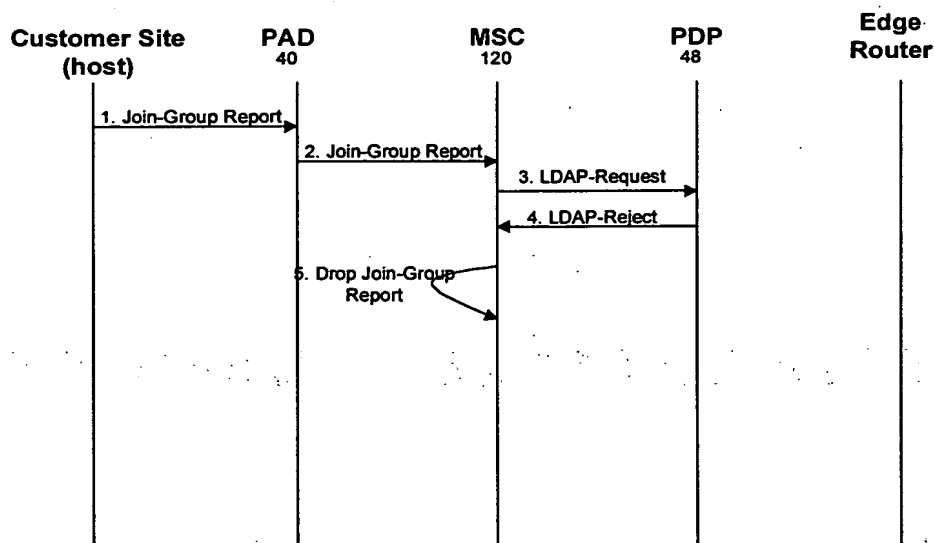 Customer Site
(host)
PAD
40
MSC
120
PDP
48
Edge
Router
1. Join-Group Report
2. Join-Group Report
3. LDAP-Request
4. LDAP-Reject
5. Drop Join-Group
Report